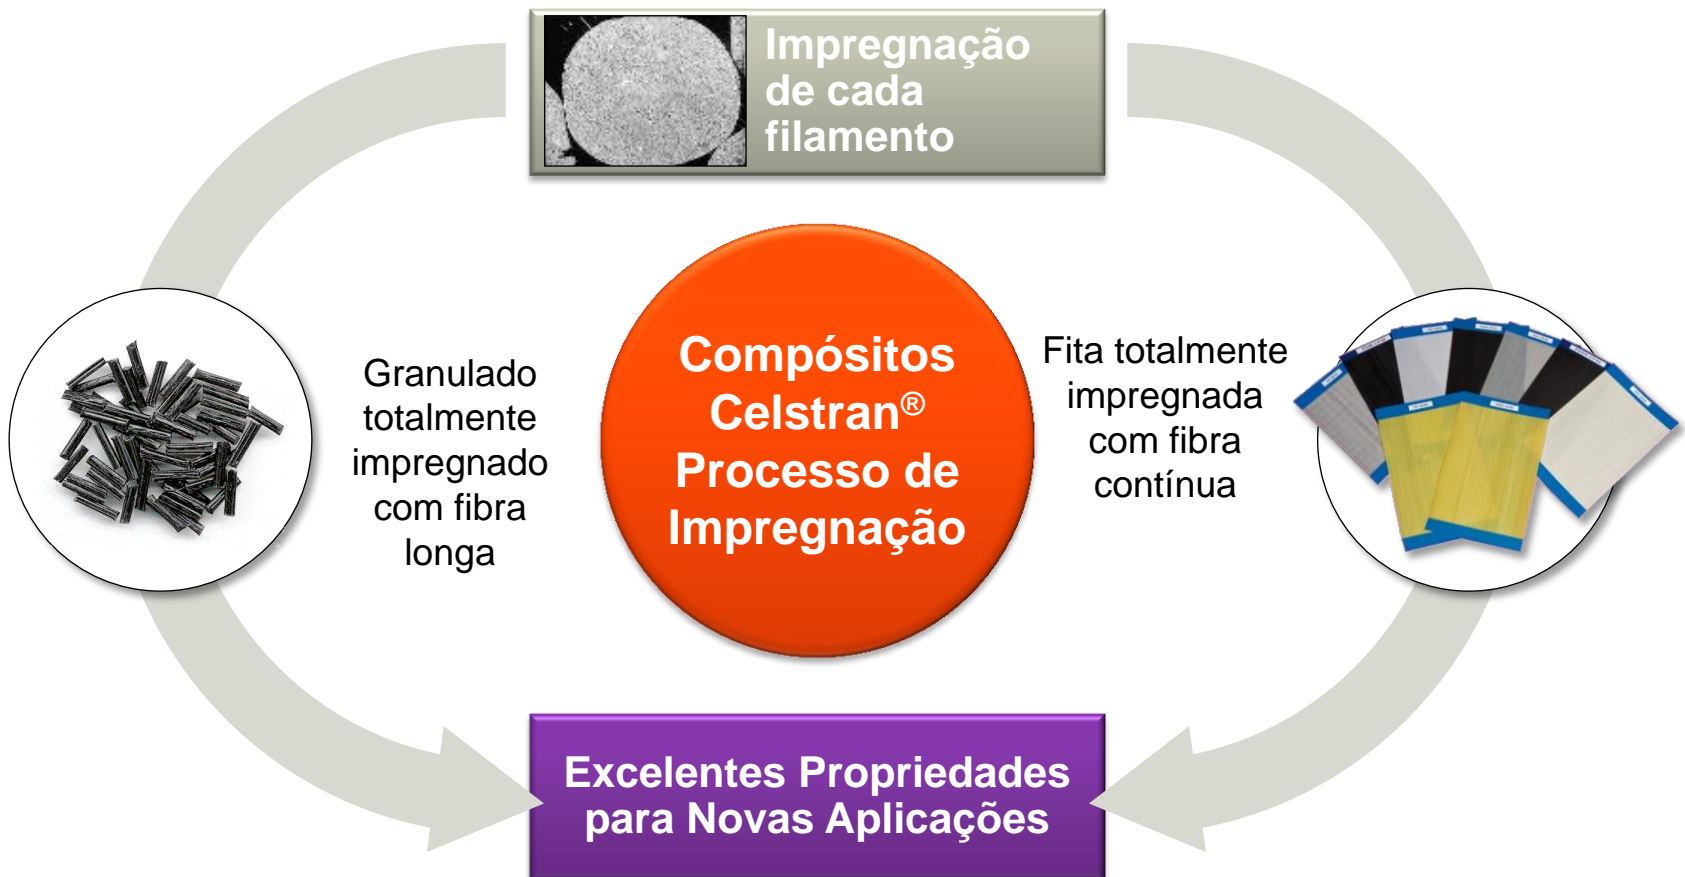 Impregnação
de cada
filamento
Granulado
totalmente
impregnado
com fibra
longa
Compósitos
Celstran®
Processo de
Impregnação
Fita totalmente
impregnada
com fibra
contínua
Excelentes Propriedades
para Novas Aplicações